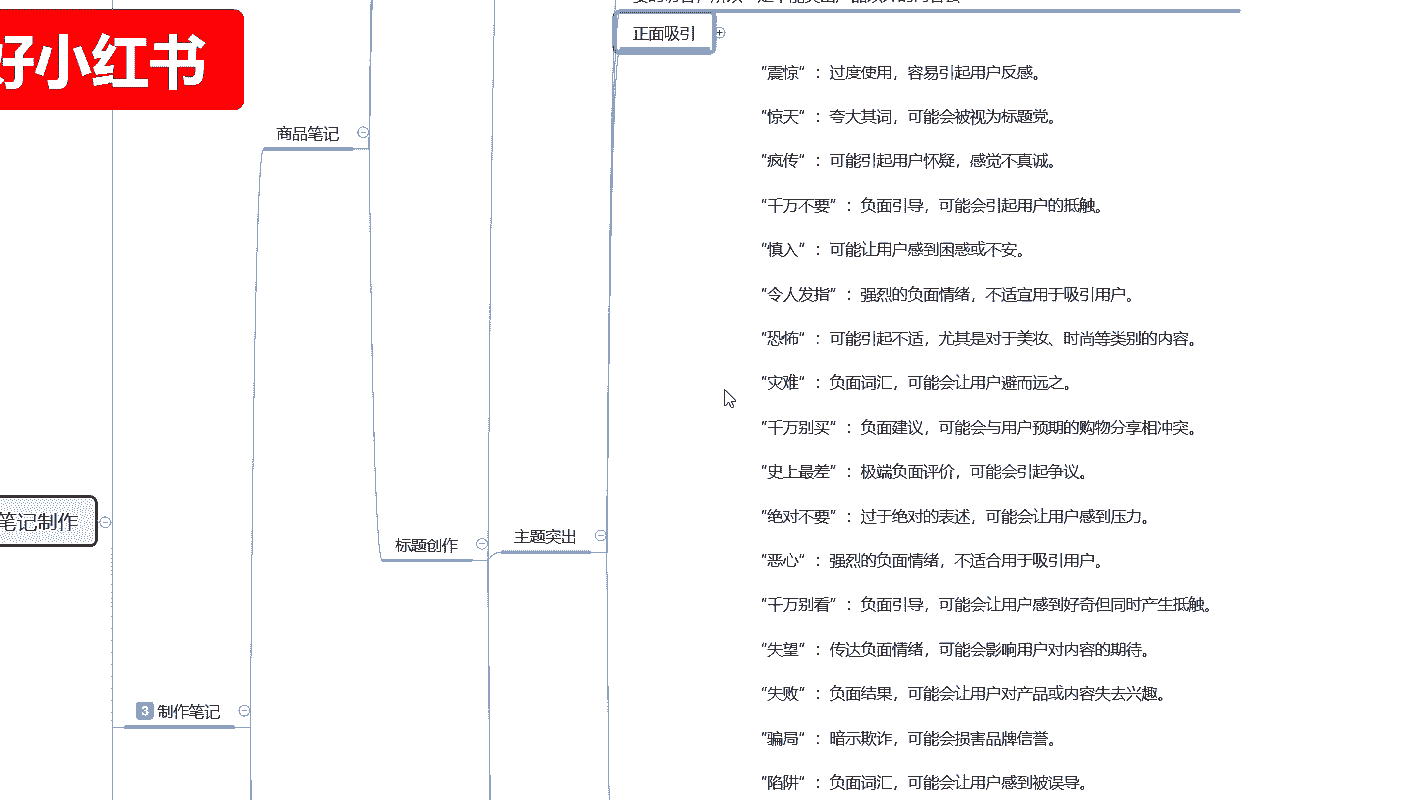 正面吸引
好小红书
"震惊"：过度使用，容易引起用户反感。
"惊天"：夸大其词，可能会被视为标题党。
商品笔记
"疯传"：可能引起用户怀疑，感觉不真诚。
"千万不要"：负面引导，可能会引起用户的抵触。
"慎入"：可能让用户感到困惑或不安。
"令人发指"：强烈的负面情绪，不适宜用于吸引用户。
"恐怖"：可能引起不适，尤其是对于美妆、时尚等类别的内容。
"灾难"：负面词汇，可能会让用户避而远之。
"千万别买"：负面建议，可能会与用户预期的购物分享相冲突。
"史上最差"：极端负面评价，可能会引起争议。
"绝对不要"：过于绝对的表述，可能会让用户感到压力。
笔记制作
标题创作
主题突出
"恶心"：强烈的负面情绪，不适合用于吸引用户。
"千万别看"：负面引导，可能会让用户感到好奇但同时产生抵触。
"失望"：传达负面情绪，可能会影响用户对内容的期待。
"失败"：负面结果，可能会让用户对产品或内容失去兴趣。
3 制作笔记
"骗局"：暗示欺诈，可能会损害品牌信誉。
"陷阱"：负面词汇，可能会让用户感到被误导。